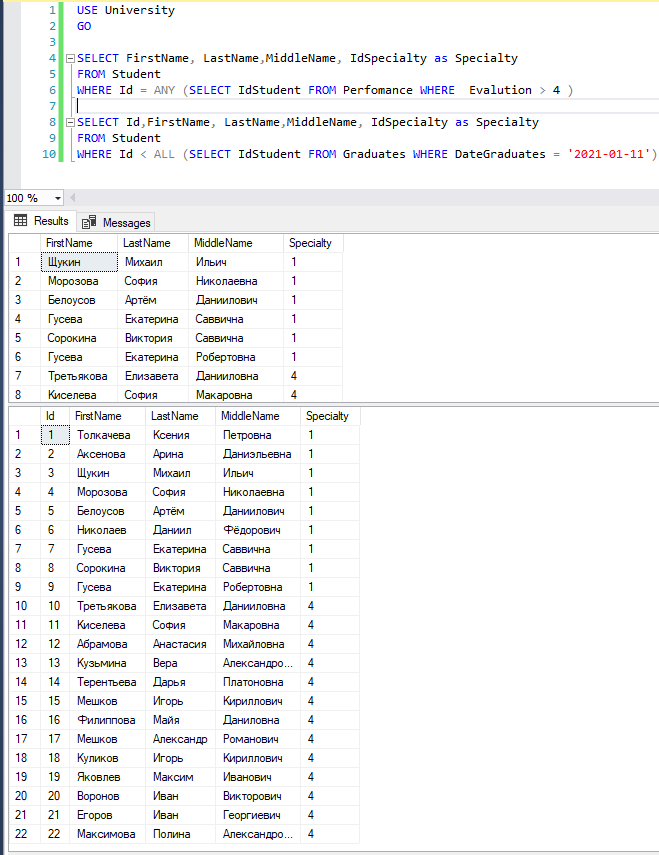 1 USE University
2 GO
3
4 SELECT FirstName, LastName,MiddleName, IdSpecialty as Specialty
5 FROM Student
6 WHERE Id = ANY (SELECT IdStudent FROM Perfomance WHERE  Evalution > 4 )
7
8 SELECT Id,FirstName, LastName,MiddleName, IdSpecialty as Specialty
9 FROM Student
10 WHERE Id < ALL (SELECT IdStudent FROM Graduates WHERE DateGraduates = '2021-01-11')
100 %
Results Messages
FirstName LastName MiddleName Specialty
1 Щукин Михаил Ильич 1
2 Морозова София Николаевна 1
3 Белоусов Артём Даниилович 1
4 Гусева Екатерина Саввична 1
5 Сорокина Виктория Саввична 1
6 Гусева Екатерина Робертовна 1
7 Третьякова Елизавета Данииловна 4
8 Киселева София Макаровна 4
Id FirstName LastName MiddleName Specialty
1 1 Толкачева Ксения Петровна 1
2 2 Аксенова Арина Даниэльевна 1
3 3 Щукин Михаил Ильич 1
4 4 Морозова София Николаевна 1
5 5 Белоусов Артём Даниилович 1
6 6 Николаев Даниил Фёдорович 1
7 7 Гусева Екатерина Саввична 1
8 8 Сорокина Виктория Саввична 1
9 9 Гусева Екатерина Робертовна 1
10 10 Третьякова Елизавета Данииловна 4
11 11 Киселева София Макаровна 4
12 12 Абрамова Анастасия Михайловна 4
13 13 Кузьмина Вера Александро... 4
14 14 Терентьева Дарья Платоновна 4
15 15 Мешков Игорь Кириллович 4
16 16 Филиппова Майя Даниловна 4
17 17 Мешков Александр Романович 4
18 18 Куликов Игорь Кириллович 4
19 19 Яковлев Максим Иванович 4
20 20 Воронов Иван Викторович 4
21 21 Егоров Иван Георгиевич 4
22 22 Максимова Полина Александро... 4